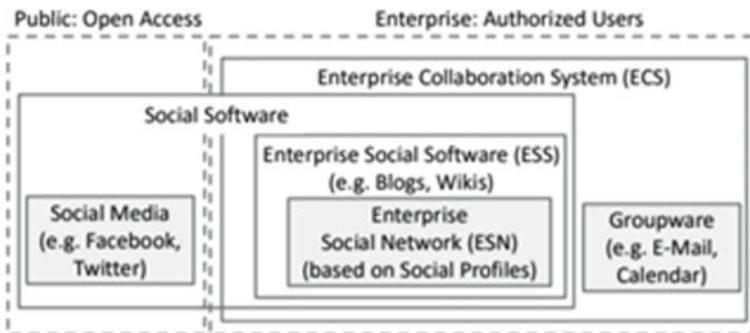 Public: Open Access
Enterprise: Authorized Users
Enterprise Collaboration System (ECS)
Social Software
Enterprise Social Software (ESS)
(e.g. Blogs, Wikis)
Social Media
(e.g. Facebook,
Twitter)
Enterprise
Social Network (ESN)
(based on Social Profiles)
Groupware
(e.g. E-Mail,
Calendar)